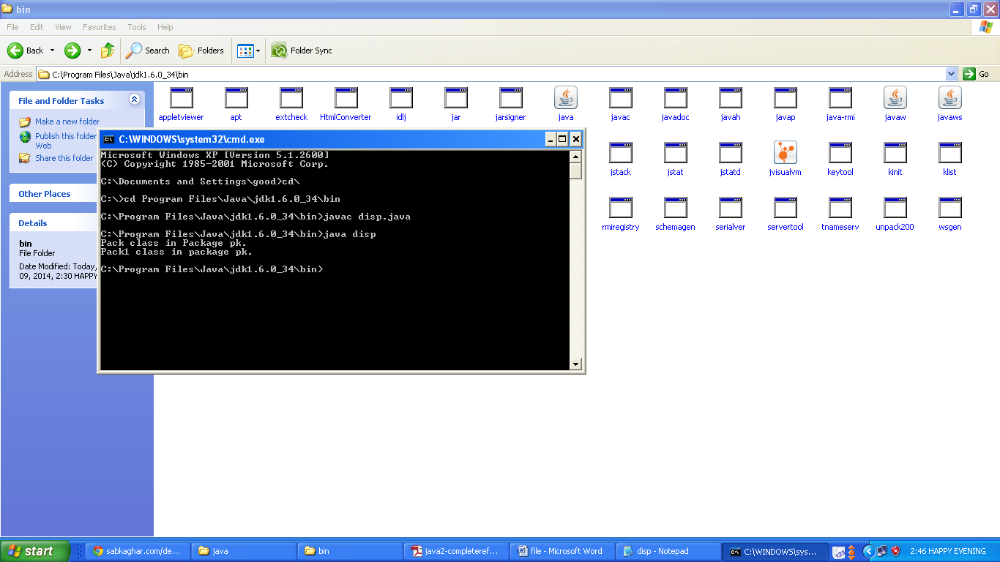 bin
File Edit View Favorites Tools Help
Back Search Folders Folder Sync
Address C:\Program Files\Java\jdk1.6.0_34\bin Go
File and Folder Tasks
Make a new folder
Publish this folder
Web
Share this folder
Other Places
Details
bin
File Folder
Date Modified: Today,
09, 2014, 2:30 HAPPY
appletviewer apt extcheck HtmlConverter idlj jar jarsigner java javac javadoc javah javap java-rmi javaw javaws
jstack jstat jstatd jvisualvm keytool kinit klist
rmiregistry schemagen serialver servertool tnameserv unpack200 wsgen
C:\WINDOWS\system32\cmd.exe
Microsoft Windows XP [Version 5.1.2600]
(C) Copyright 1985-2001 Microsoft Corp.
C:\Documents and Settings\good>cd\
C:\>cd Program Files\Java\jdk1.6.0_34\bin
C:\Program Files\Java\jdk1.6.0_34\bin>javac disp.java
C:\Program Files\Java\jdk1.6.0_34\bin>java disp
Pack class in Package pk.
Pack1 class in package pk.
C:\Program Files\Java\jdk1.6.0_34\bin>
start sabkaghar.com/de... java bin java2-completeref... file - Microsoft Word disp - Notepad C:\WINDOWS\sys... 2:46 HAPPY EVENING